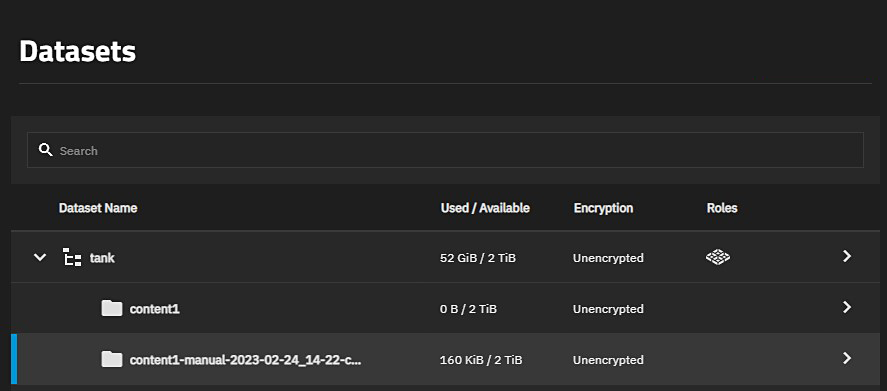 Datasets
Search
Dataset Name Used / Available Encryption Roles
tank 52 GiB / 2 TiB Unencrypted
content1 0 B / 2 TiB Unencrypted
content1-manual-2023-02-24_14-22-c... 160 KiB / 2 TiB Unencrypted